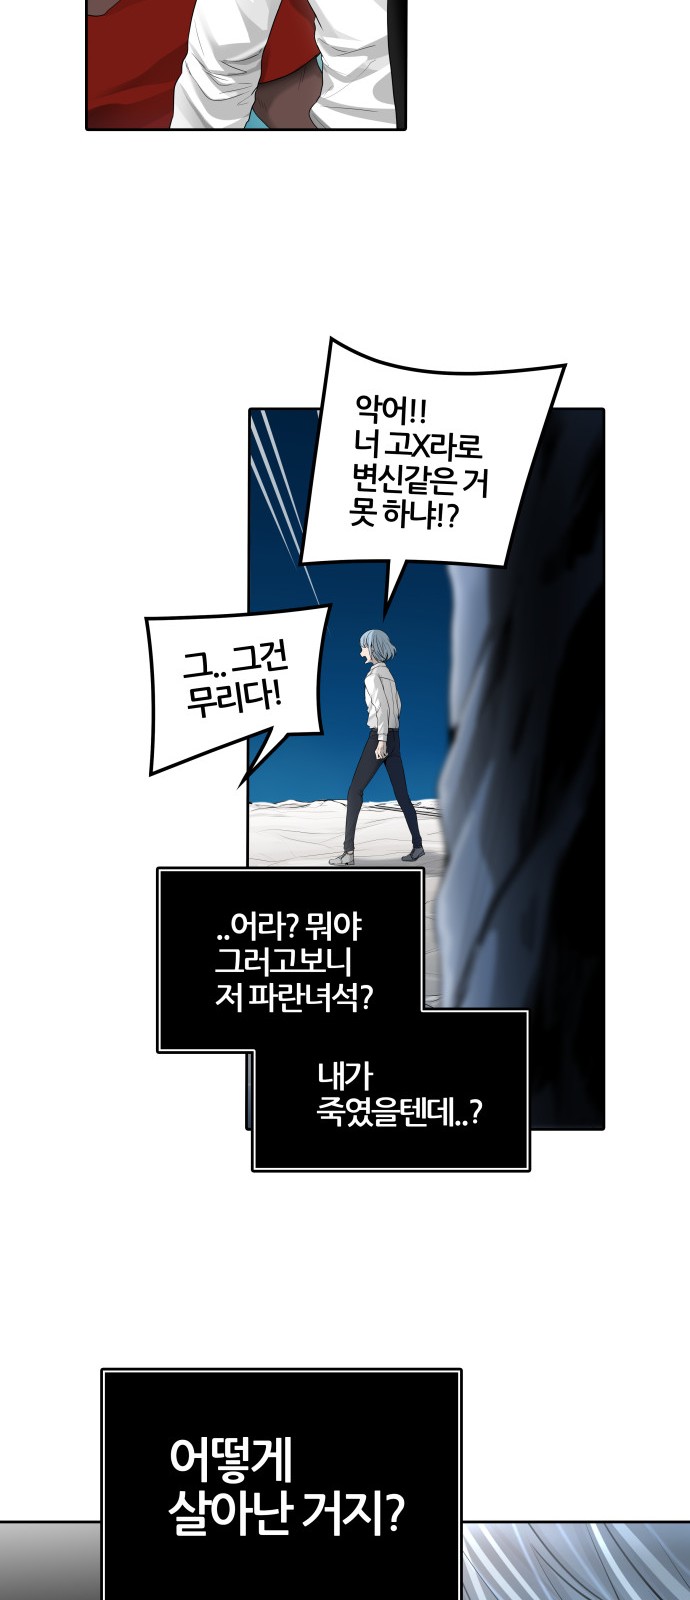 악어!!
너 고X라로
변신같은 거
못 하냐!?
그.. 그건
무리다!
..어라? 뭐야
그러고보니
저 파란녀석?
내가
죽였을텐데..?
어떻게
살아난 거지?